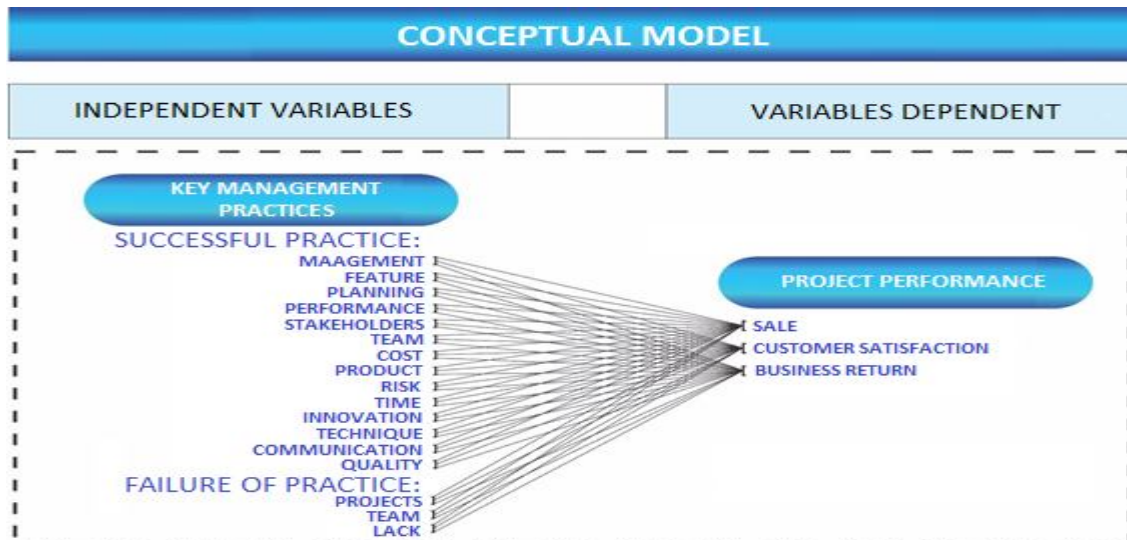 CONCEPTUAL MODEL
INDEPENDENT VARIABLES
VARIABLES DEPENDENT
KEY MANAGEMENT
PRACTICES
SUCCESSFUL PRACTICE:
MAAGEMENT
FEATURE
PLANNING
PERFORMANCE
STAKEHOLDERS
TEAM
COST
PRODUCT
RISK
TIME
INNOVATION
TECHNIQUE
COMMUNICATION
QUALITY
FAILURE OF PRACTICE:
PROJECTS
TEAM
LACK
PROJECT PERFORMANCE
SALE
CUSTOMER SATISFACTION
BUSINESS RETURN